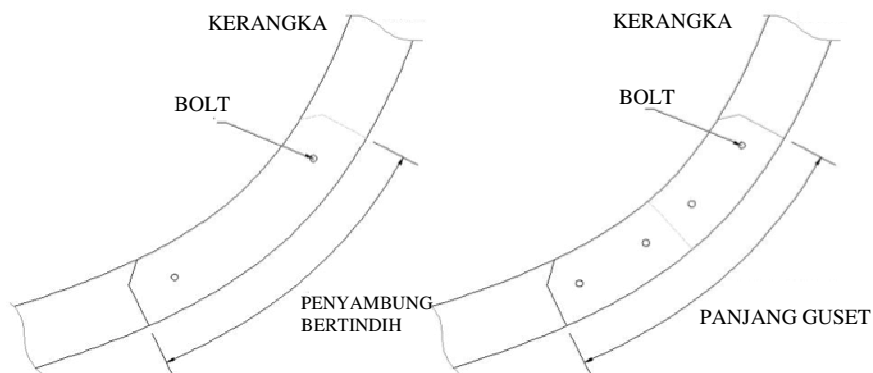 KERANGKA
BOLT
PENYAMBUNG
BERTINDIH
KERANGKA
BOLT
PANJANG GUSET